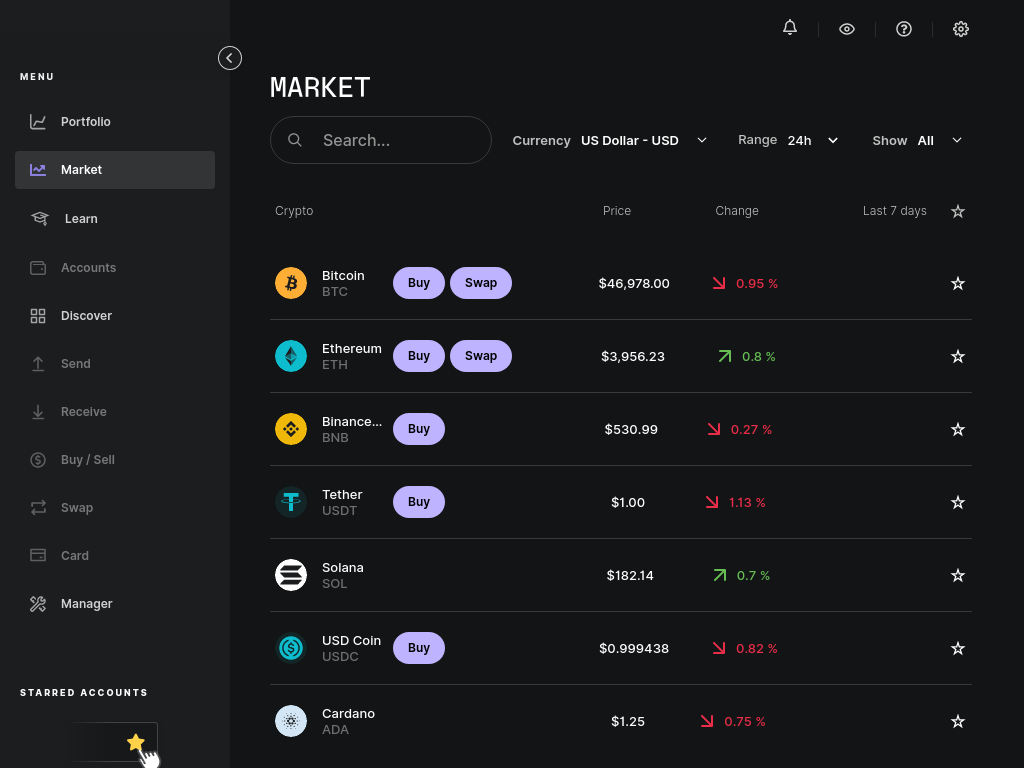 MENU
Portfolio
Market
Learn
Accounts
Discover
Send
Receive
Buy / Sell
Swap
Card
Manager
STARRED ACCOUNTS
MARKET
Search...
Currency US Dollar - USD
Range 24h
Show All
Crypto Price Change Last 7 days
Bitcoin
BTC
Buy Swap $46,978.00 0.95 %
Ethereum
ETH
Buy Swap $3,956.23 0.8 %
Binance...
BNB
Buy $530.99 0.27 %
Tether
USDT
Buy $1.00 1.13 %
Solana
SOL
$182.14 0.7 %
USD Coin
USDC
Buy $0.999438 0.82 %
Cardano
ADA
$1.25 0.75 %